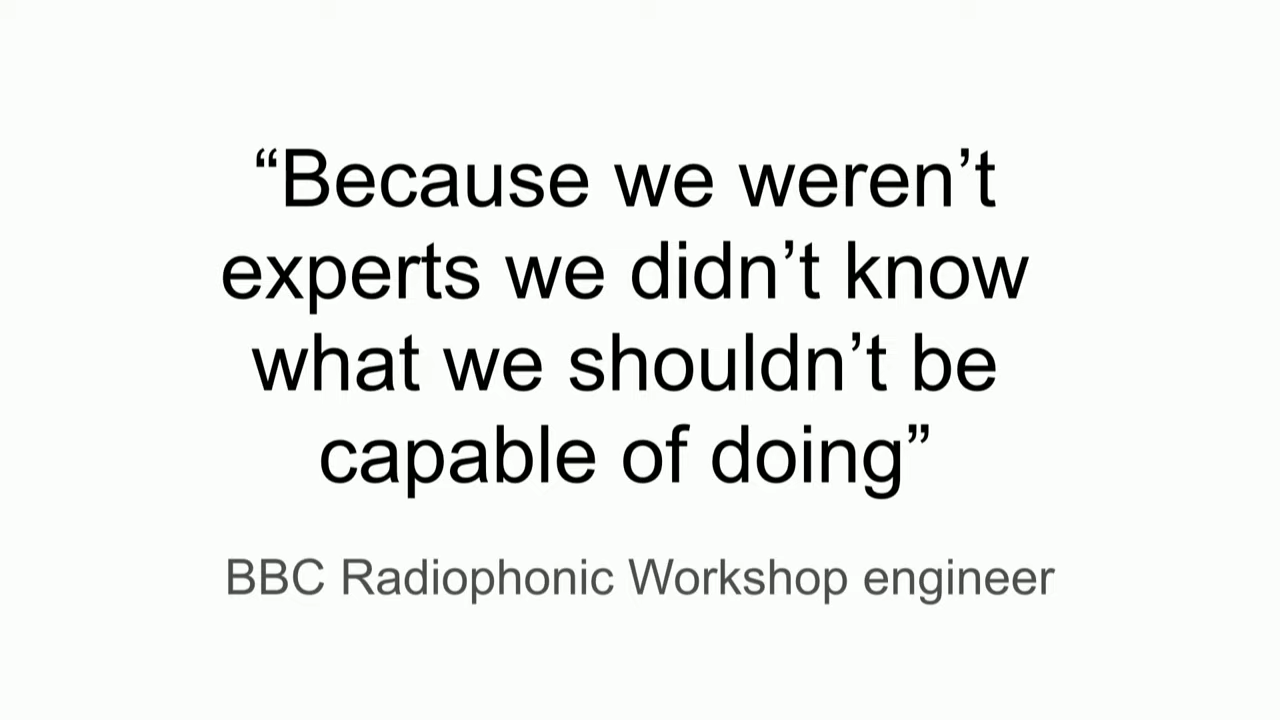 “Because we weren’t
experts we didn’t know
what we shouldn’t be
capable of doing”
BBC Radiophonic Workshop engineer